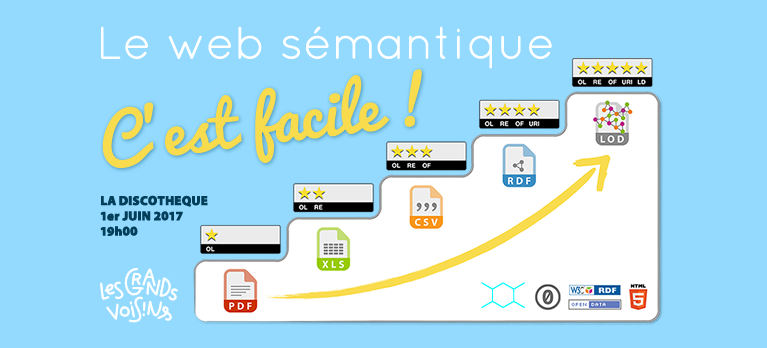 Le web sémantique
C'est facile !
LA DISCOTHEQUE
1er JUIN 2017
19h00
LES GRANDS
VOISINS
OL
PDF
OL RE
XLS
OL RE OF
CSV
OL RE OF URI
RDF
OL RE OF URI LD
LOD
W3C RDF
OPEN DATA
HTML
5
0